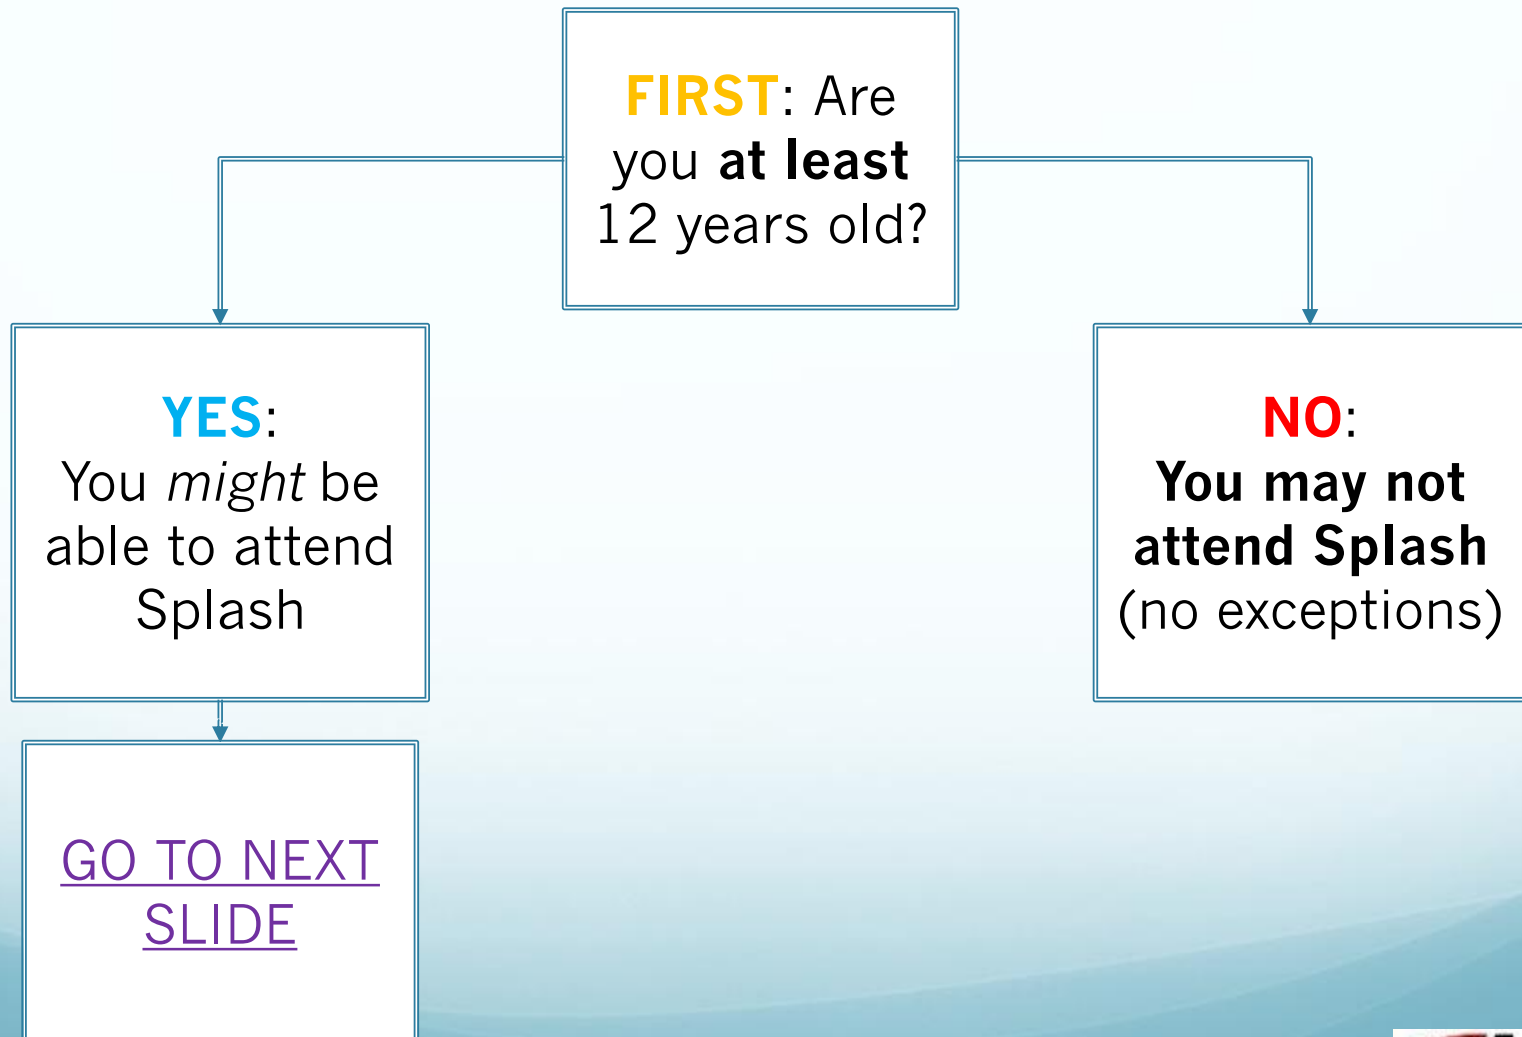 FIRST: Are
you at least
12 years old?
YES:
You might be
able to attend
Splash
NO:
You may not
attend Splash
(no exceptions)
GO TO NEXT
SLIDE